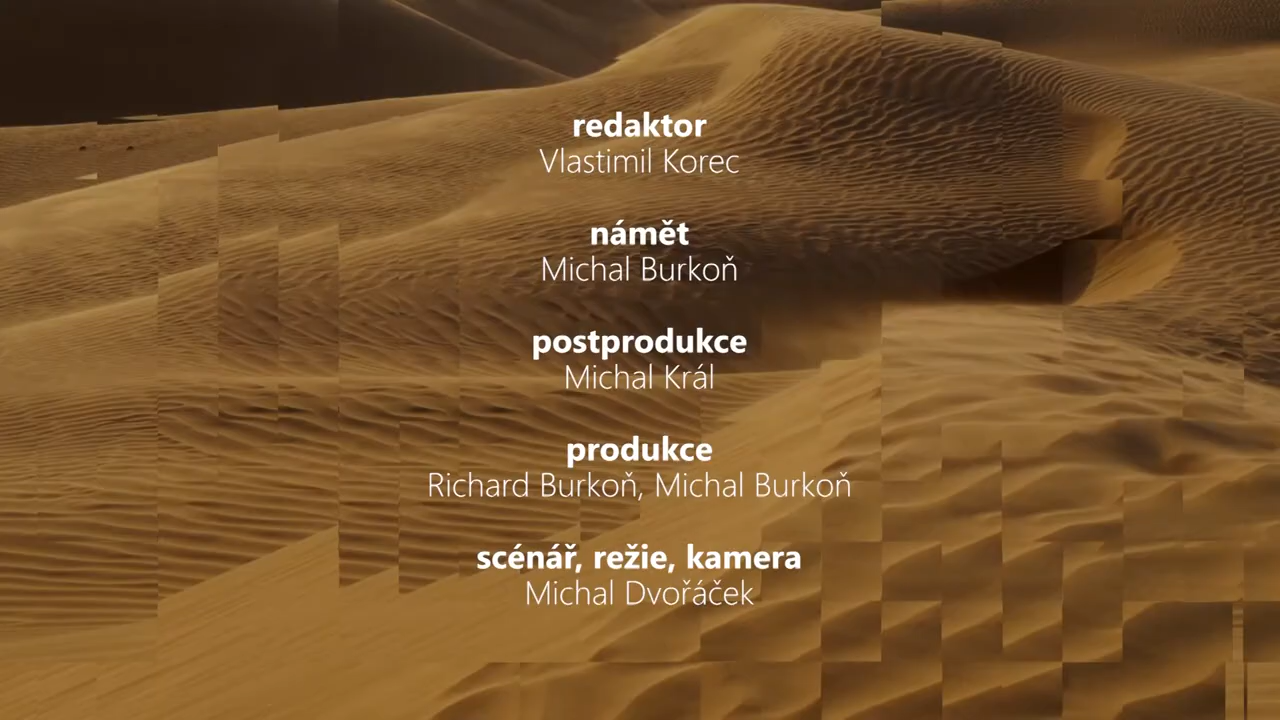 redaktor
Vlastimil Korec
námět
Michal Burkoň
postprodukce
Michal Král
produkce
Richard Burkoň, Michal Burkoň
scénář, režie, kamera
Michal Dvořáček